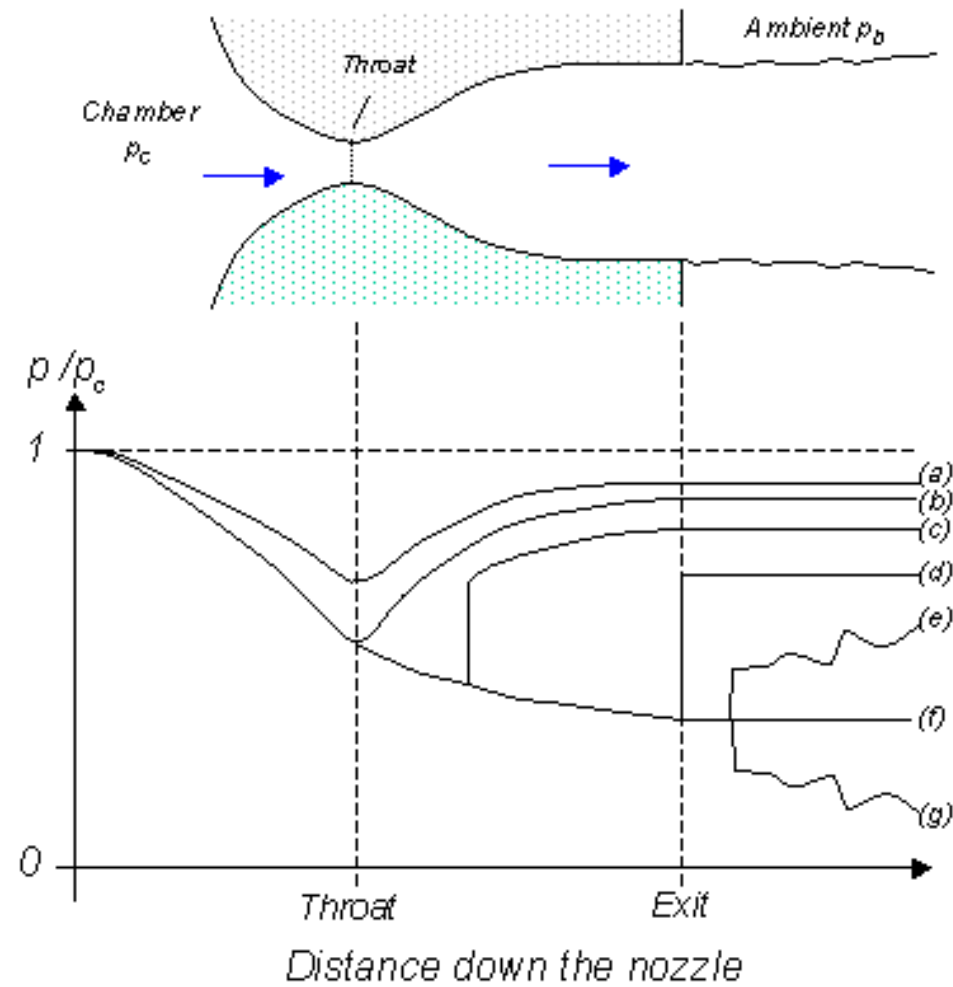 Ambient p_b
Throat
Chamber
p_c
p /p_c
1
(a)
(b)
(c)
(d)
(e)
(f)
(g)
0
Throat
Exit
Distance down the nozzle